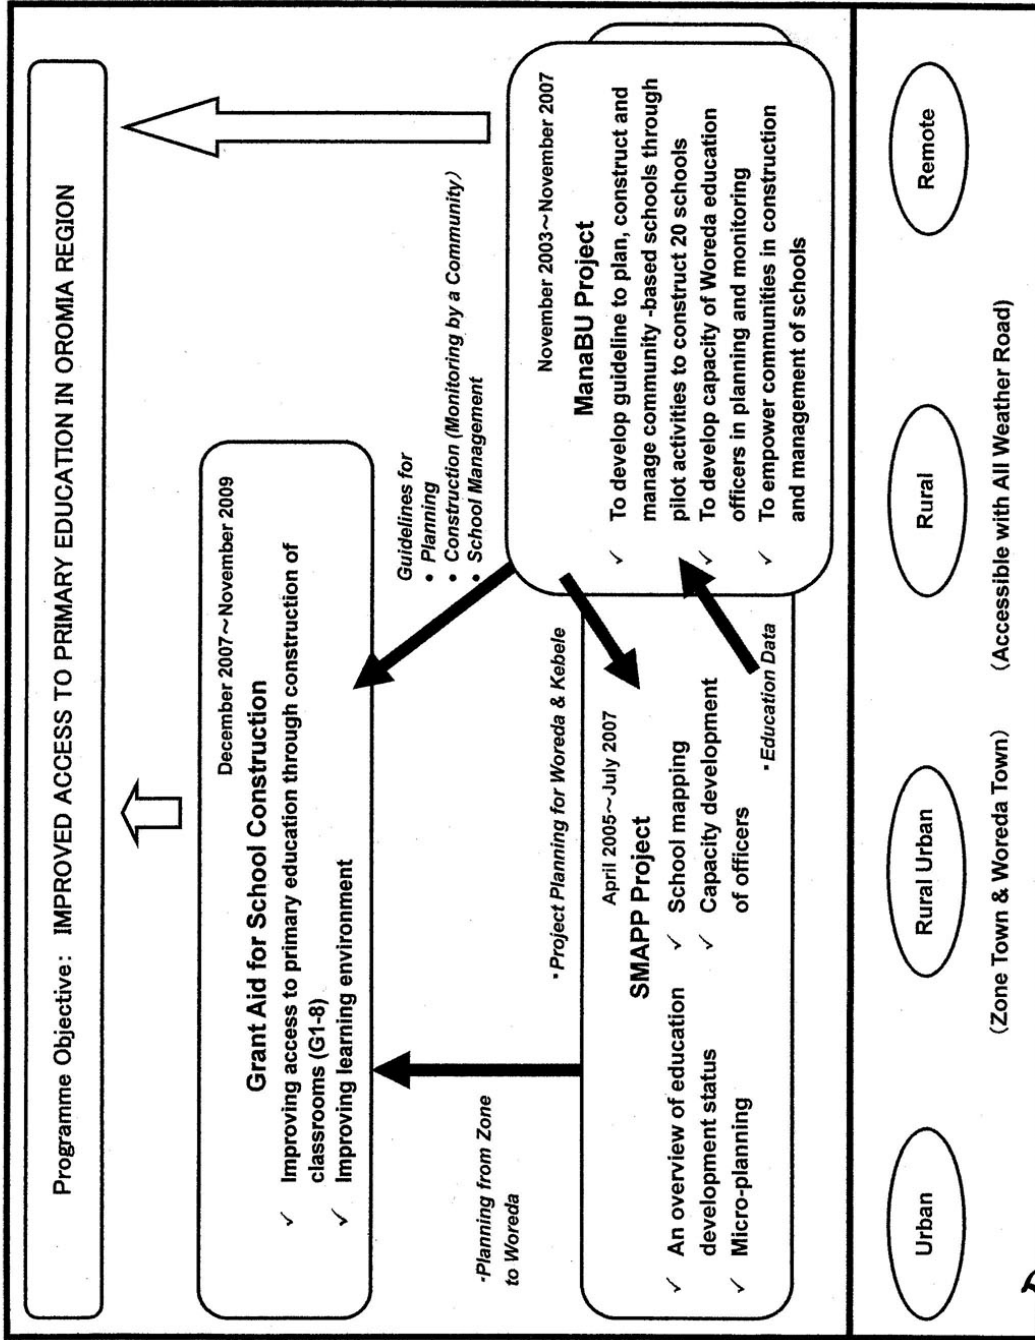 Programme Objective: IMPROVED ACCESS TO PRIMARY EDUCATION IN OROMIA REGION
December 2007～November 2009
Grant Aid for School Construction
✓ Improving access to primary education through construction of
classrooms (G1-8)
✓ Improving learning environment
Guidelines for
• Planning
• Construction (Monitoring by a Community)
• School Management
-Planning from Zone
to Woreda
• Project Planning for Woreda & Kebele
April 2005～July 2007
SMAPP Project
✓ An overview of education
development status
✓ Micro-planning
✓ School mapping
✓ Capacity development
of officers
• Education Data
November 2003～November 2007
ManaBU Project
✓ To develop guideline to plan, construct and
manage community -based schools through
pilot activities to construct 20 schools
✓ To develop capacity of Woreda education
officers in planning and monitoring
✓ To empower communities in construction
and management of schools
Urban
Rural Urban
Rural
Remote
(Zone Town & Woreda Town)
(Accessible with All Weather Road)